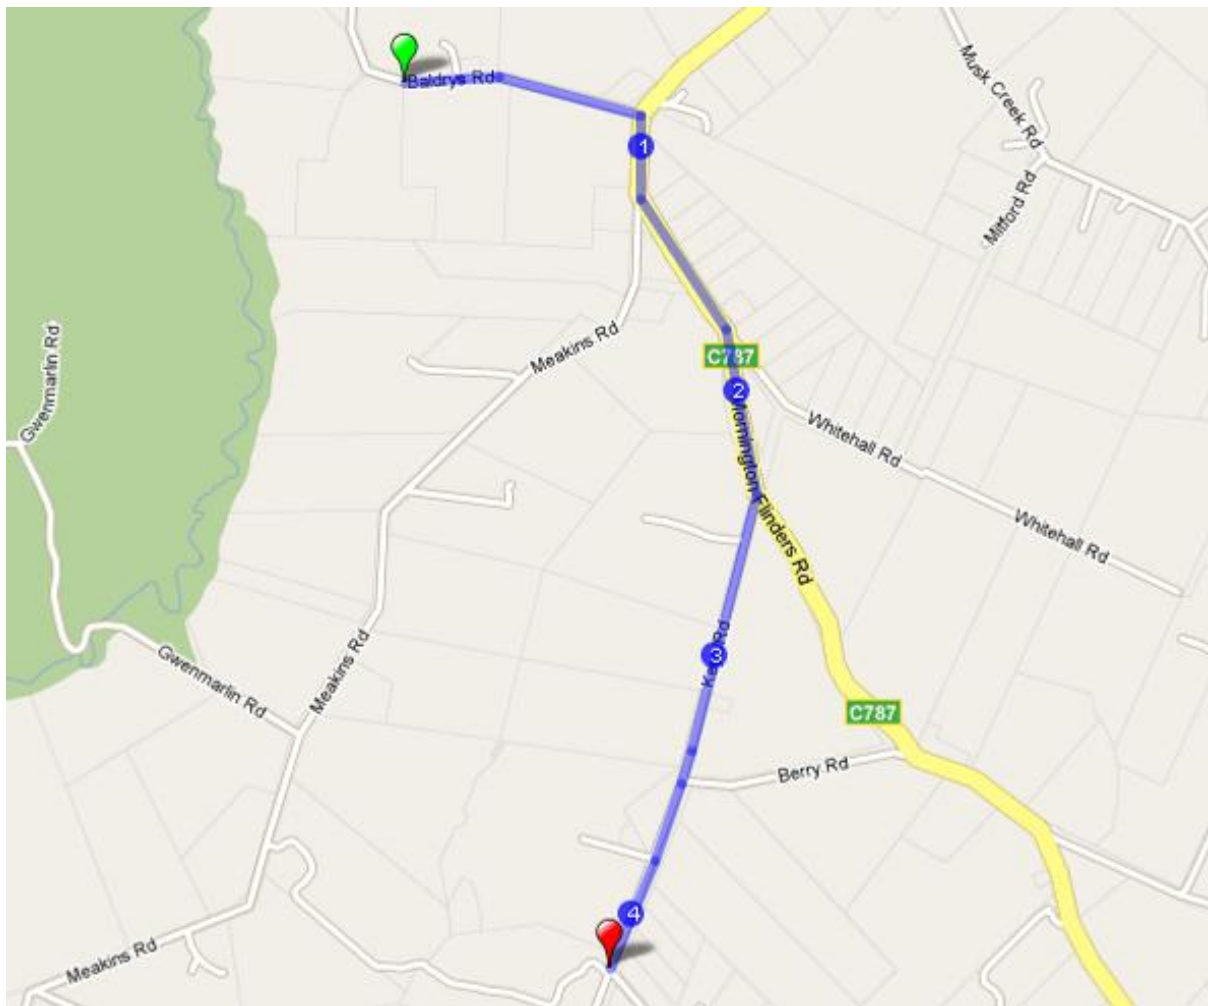 Baldrys Rd
Musk Creek Rd
1
Mitford Rd
Meakins Rd
C787
2
Gwenmarlin Rd
Whitehall Rd
Mornington Flinders Rd
Whitehall Rd
3
Rd
Meakins Rd
Gwenmarlin Rd
C787
Berry Rd
4
Meakins Rd